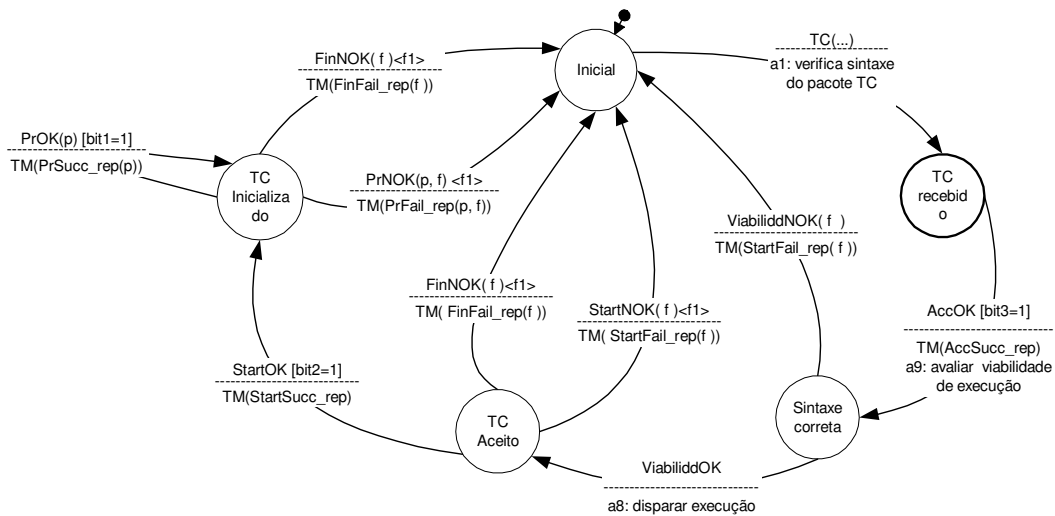 TC(...)
a1: verifica sintaxe
do pacote TC
FinNOK( f )<f1>
TM(FinFail_rep(f ))
Inicial
PrOK(p) [bit1=1]
TM(PrSucc_rep(p))
TC
Inicializa
do
PrNOK(p, f) <f1>
TM(PrFail_rep(p, f))
TC
recebid
o
ViabiliddNOK( f )
TM(StartFail_rep( f ))
FinNOK( f )<f1>
TM( FinFail_rep(f ))
StartNOK( f )<f1>
TM( StartFail_rep(f ))
AccOK [bit3=1]
TM(AccSucc_rep)
a9: avaliar viabilidade
de execução
StartOK [bit2=1]
TM(StartSucc_rep)
TC
Aceito
Sintaxe
correta
ViabiliddOK
a8: disparar execução